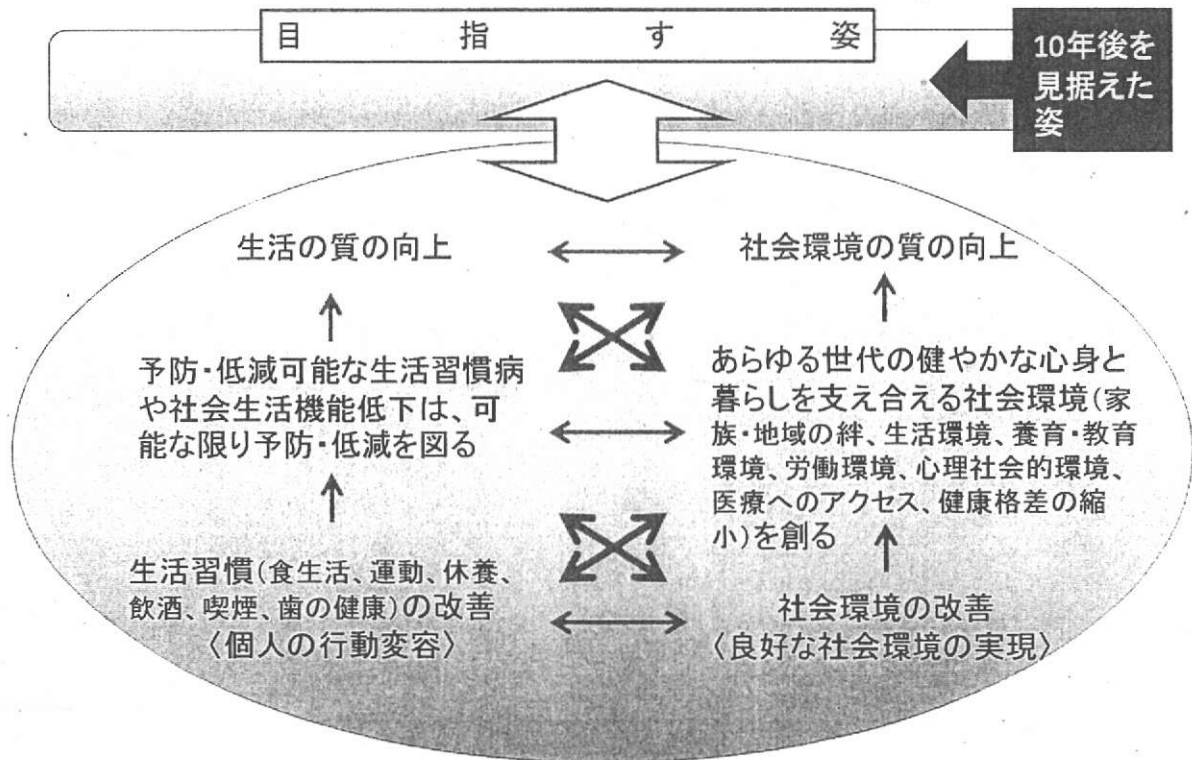 目指す姿
10年後を
見据えた
姿
生活の質の向上
社会環境の質の向上
予防・低減可能な生活習慣病
や社会生活機能低下は、可
能な限り予防・低減を図る
あらゆる世代の健やかな心身と
暮らしを支え合える社会環境(家
族・地域の絆、生活環境、養育・教育
環境、労働環境、心理社会的環境、
医療へのアクセス、健康格差の縮
小)を創る
生活習慣(食生活、運動、休養、
飲酒、喫煙、歯の健康)の改善
〈個人の行動変容〉
社会環境の改善
〈良好な社会環境の実現〉